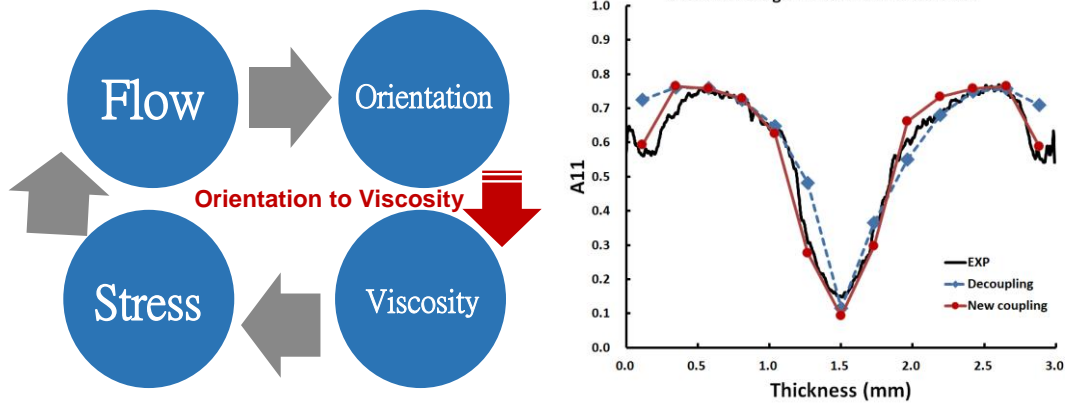 Flow
Orientation
Orientation to Viscosity
Stress
Viscosity
1.0
0.9
0.8
0.7
0.6
0.5
0.4
0.3
0.2
0.1
0.0
A11
EXP
Decoupling
New coupling
0.0 0.5 1.0 1.5 2.0 2.5 3.0
Thickness (mm)